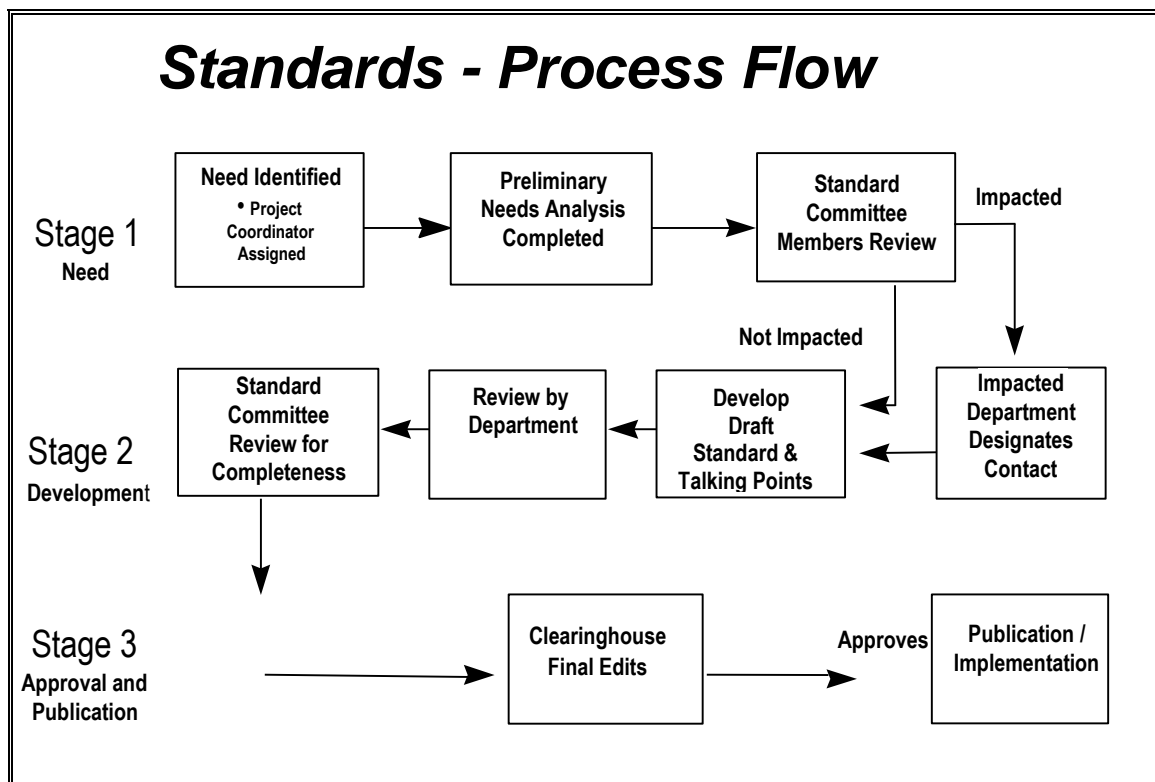 Standards - Process Flow
Stage 1
Need
Need Identified
• Project
Coordinator
Assigned
Preliminary
Needs Analysis
Completed
Standard
Committee
Members Review
Impacted
Not Impacted
Stage 2
Development
Standard
Committee
Review for
Completeness
Review by
Department
Develop
Draft
Standard &
Talking Points
Impacted
Department
Designates
Contact
Stage 3
Approval and
Publication
Clearinghouse
Final Edits
Approves
Publication /
Implementation